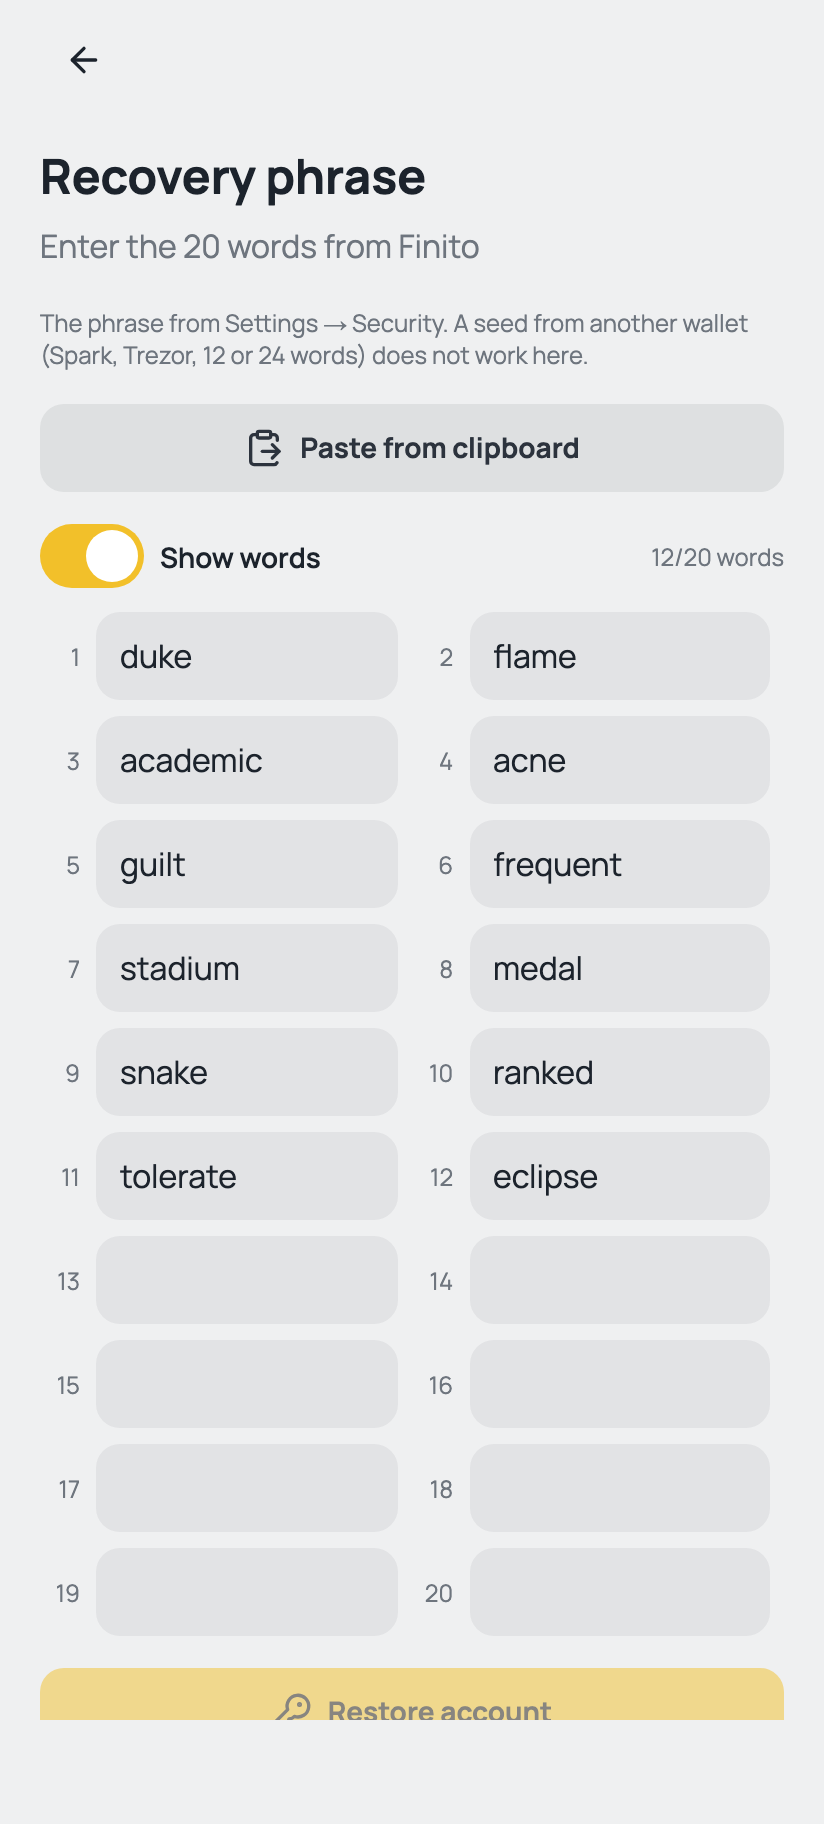 Recovery phrase
Enter the 20 words from Finito
The phrase from Settings → Security. A seed from another wallet
(Spark, Trezor, 12 or 24 words) does not work here.
Paste from clipboard
Show words 12/20 words
1 duke 2 flame
3 academic 4 acne
5 guilt 6 frequent
7 stadium 8 medal
9 snake 10 ranked
11 tolerate 12 eclipse
13 14
15 16
17 18
19 20
Restore account